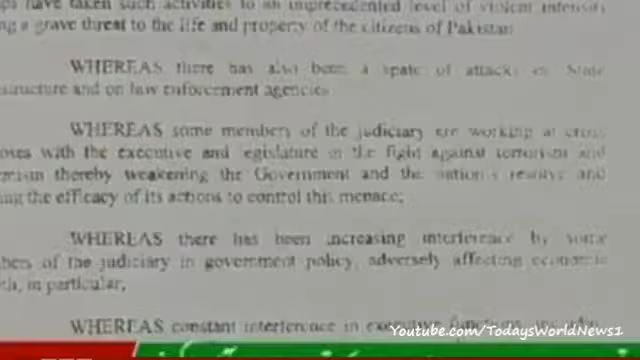 have taken such activities to an unprecedented level of violent intensity
a grave threat to the life and property of the citizens of Pakistan
WHEREAS there has also been a spate of attacks on State
structure and on law enforcement agencies
WHEREAS some members of the judiciary are working at cross
oses with the executive and legislature in the fight against terrorism and
emism thereby weakening the Government and the nation's resolve and
ing the efficacy of its actions to control this menace;
WHEREAS there has been increasing interference by some
bers of the judiciary in government policy, adversely affecting economic
in particular,
WHEREAS constant interference in executive functions
Youtube.com/TodaysWorldNews1